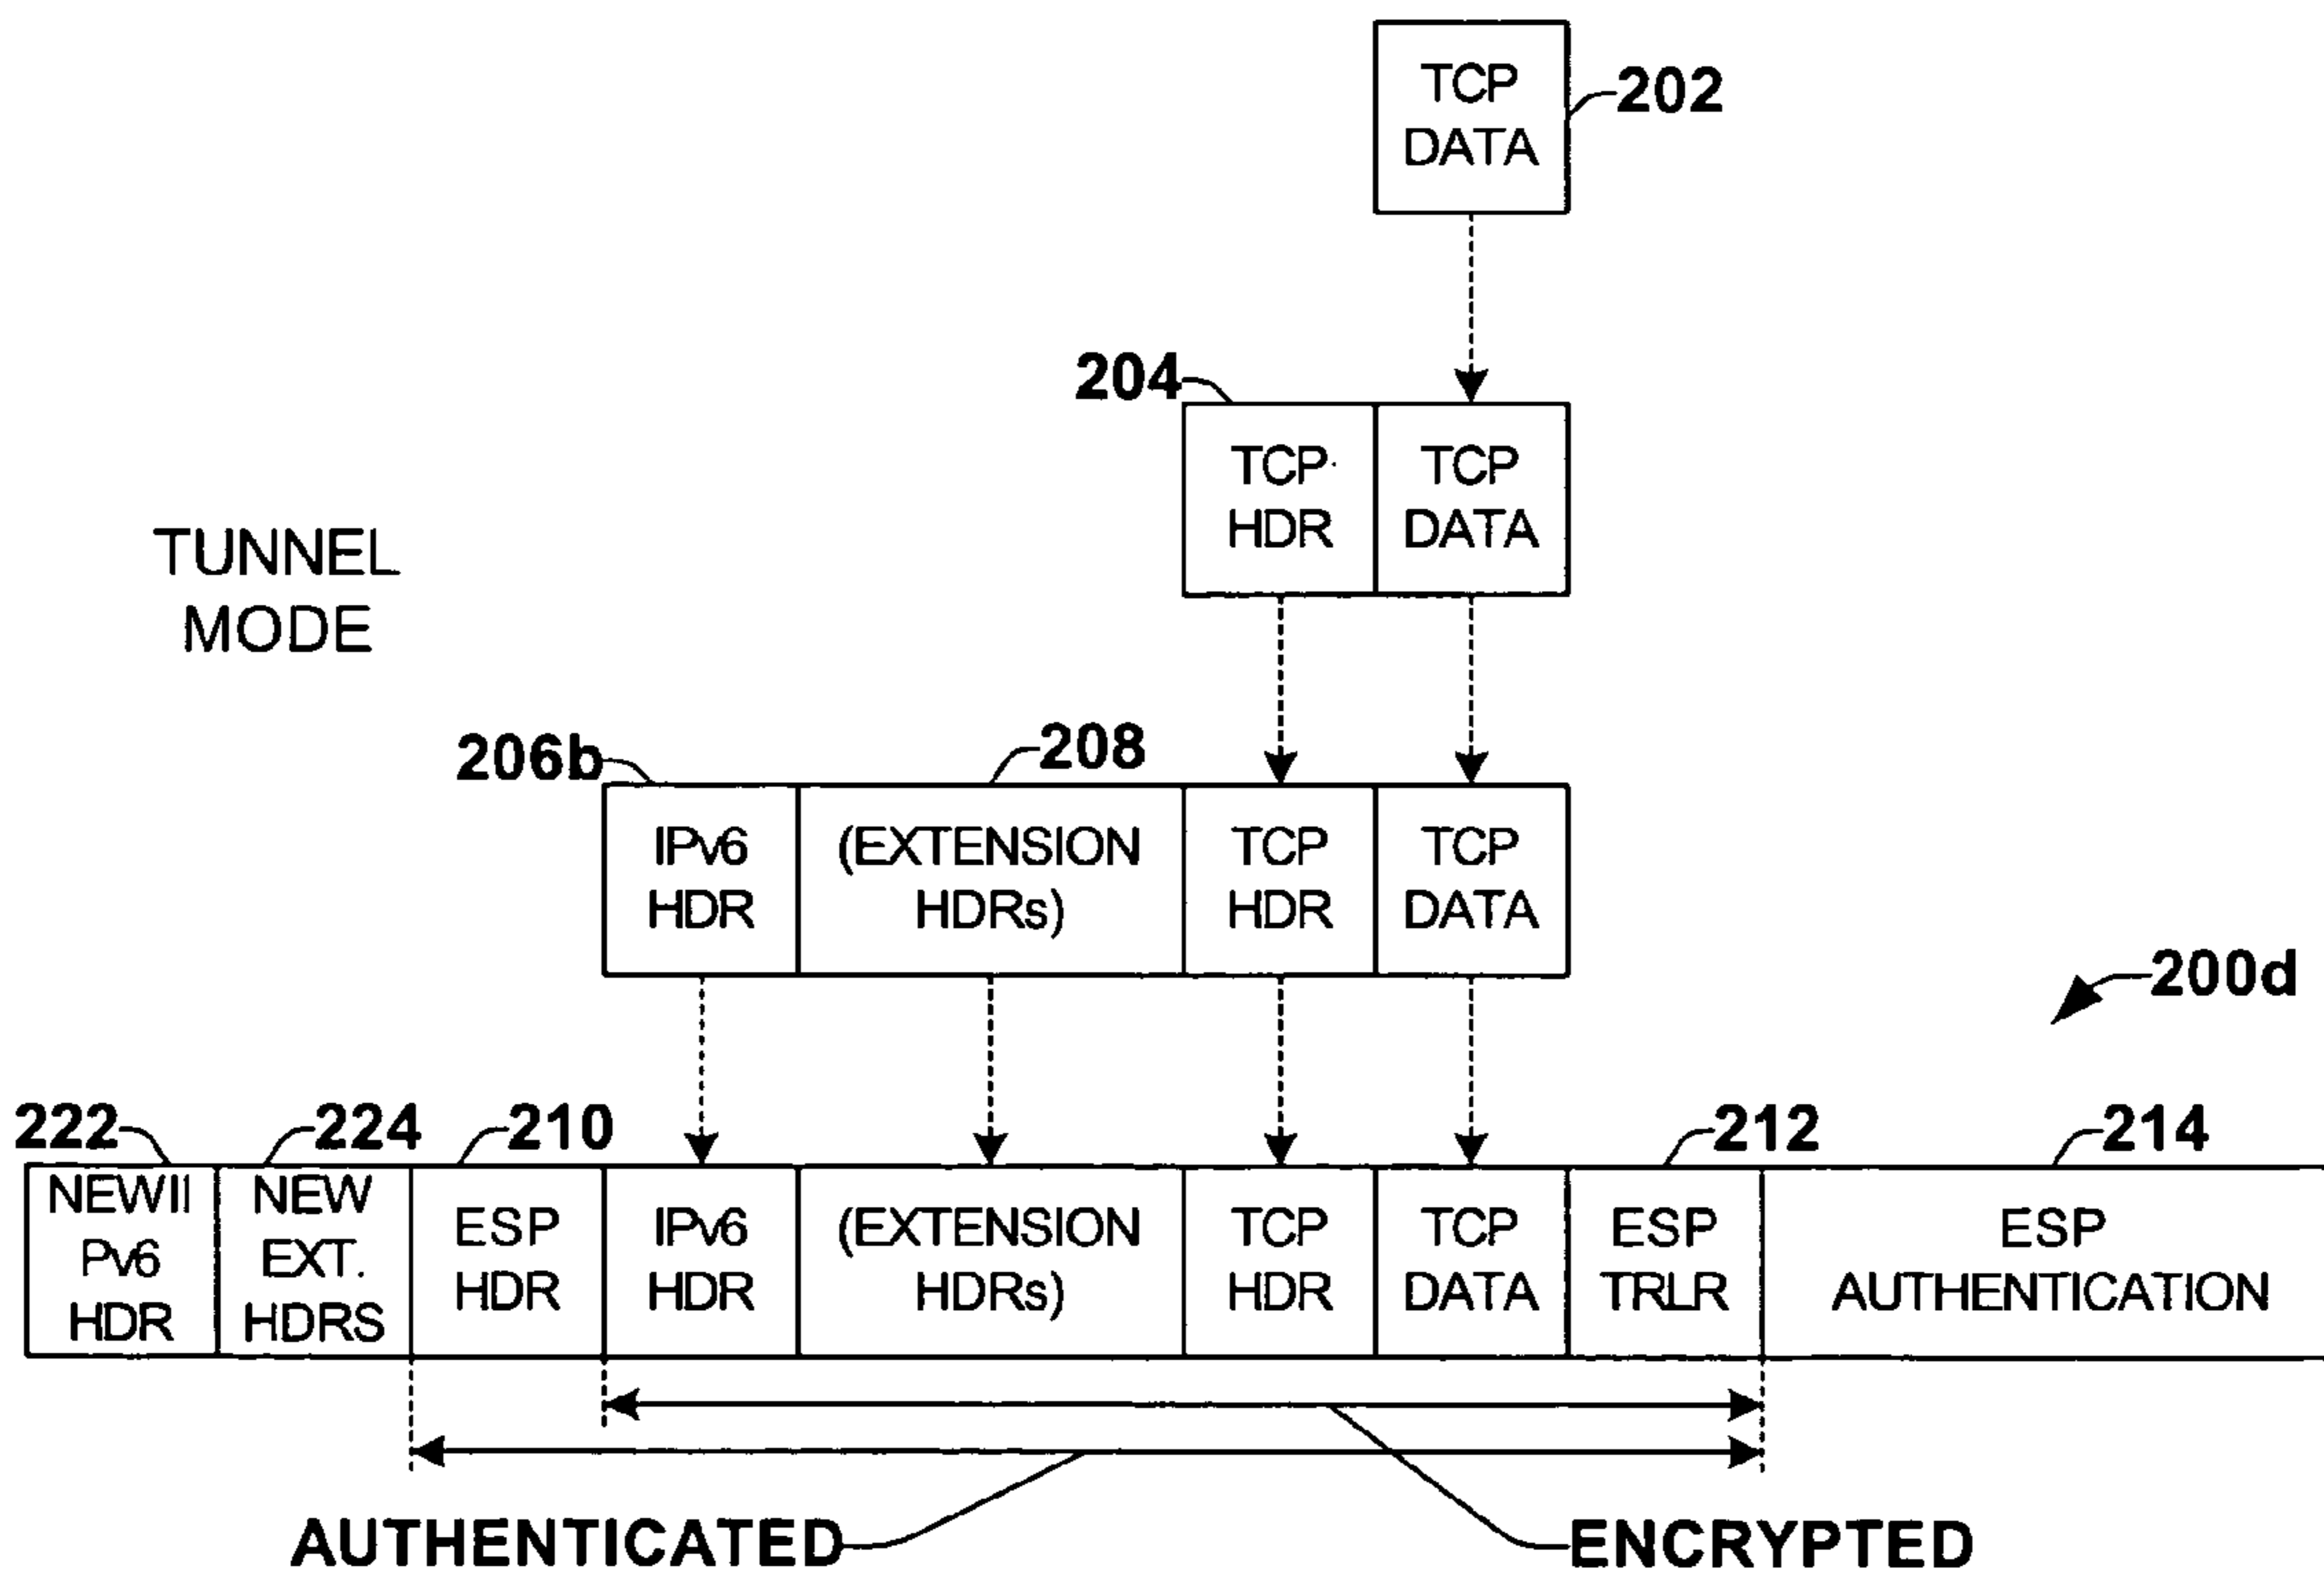 TCP
DATA
202
204
TCP
HDR
TCP
DATA
TUNNEL
MODE
206b
208
IPv6
HDR
(EXTENSION
HDRs)
TCP
HDR
TCP
DATA
200d
222
224
210
212
214
NEWII
Pv6
HDR
NEW
EXT.
HDRS
ESP
HDR
IPv6
HDR
(EXTENSION
HDRs)
TCP
HDR
TCP
DATA
ESP
TRLR
ESP
AUTHENTICATION
AUTHENTICATED
ENCRYPTED